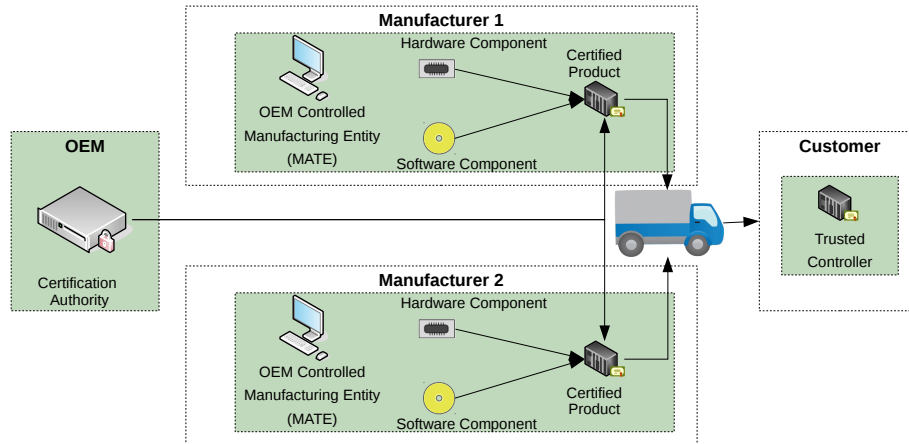 Manufacturer 1
Hardware Component
Certified
Product
OEM Controlled
Manufacturing Entity
(MATE)
Software Component
OEM
Certification
Authority
Customer
Trusted
Controller
Manufacturer 2
Hardware Component
OEM Controlled
Manufacturing Entity
(MATE)
Certified
Product
Software Component